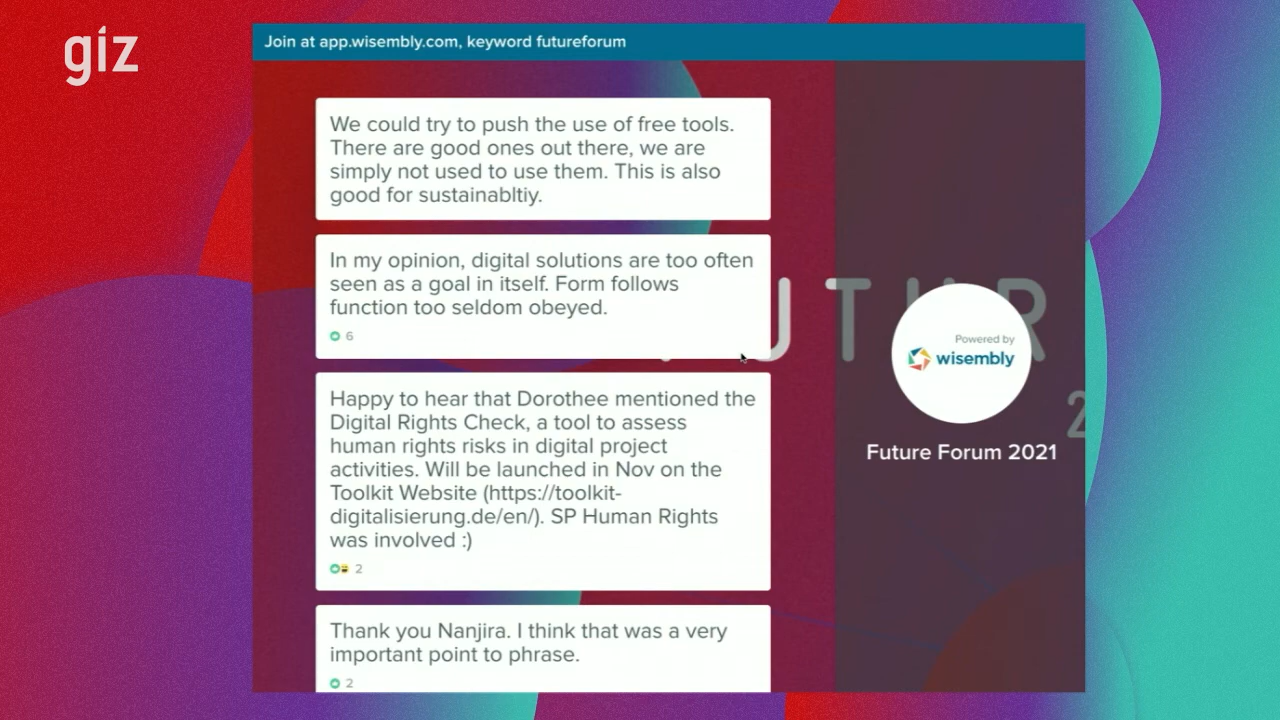 giz
Join at app.wisembly.com, keyword futureforum
We could try to push the use of free tools.
There are good ones out there, we are
simply not used to use them. This is also
good for sustainabltiy.
In my opinion, digital solutions are too often
seen as a goal in itself. Form follows
function too seldom obeyed.
6
Happy to hear that Dorothee mentioned the
Digital Rights Check, a tool to assess
human rights risks in digital project
activities. Will be launched in Nov on the
Toolkit Website (https://toolkit-
digitalisierung.de/en/). SP Human Rights
was involved :)
2
Thank you Nanjira. I think that was a very
important point to phrase.
2
UTUR
2
Powered by
wisembly
Future Forum 2021